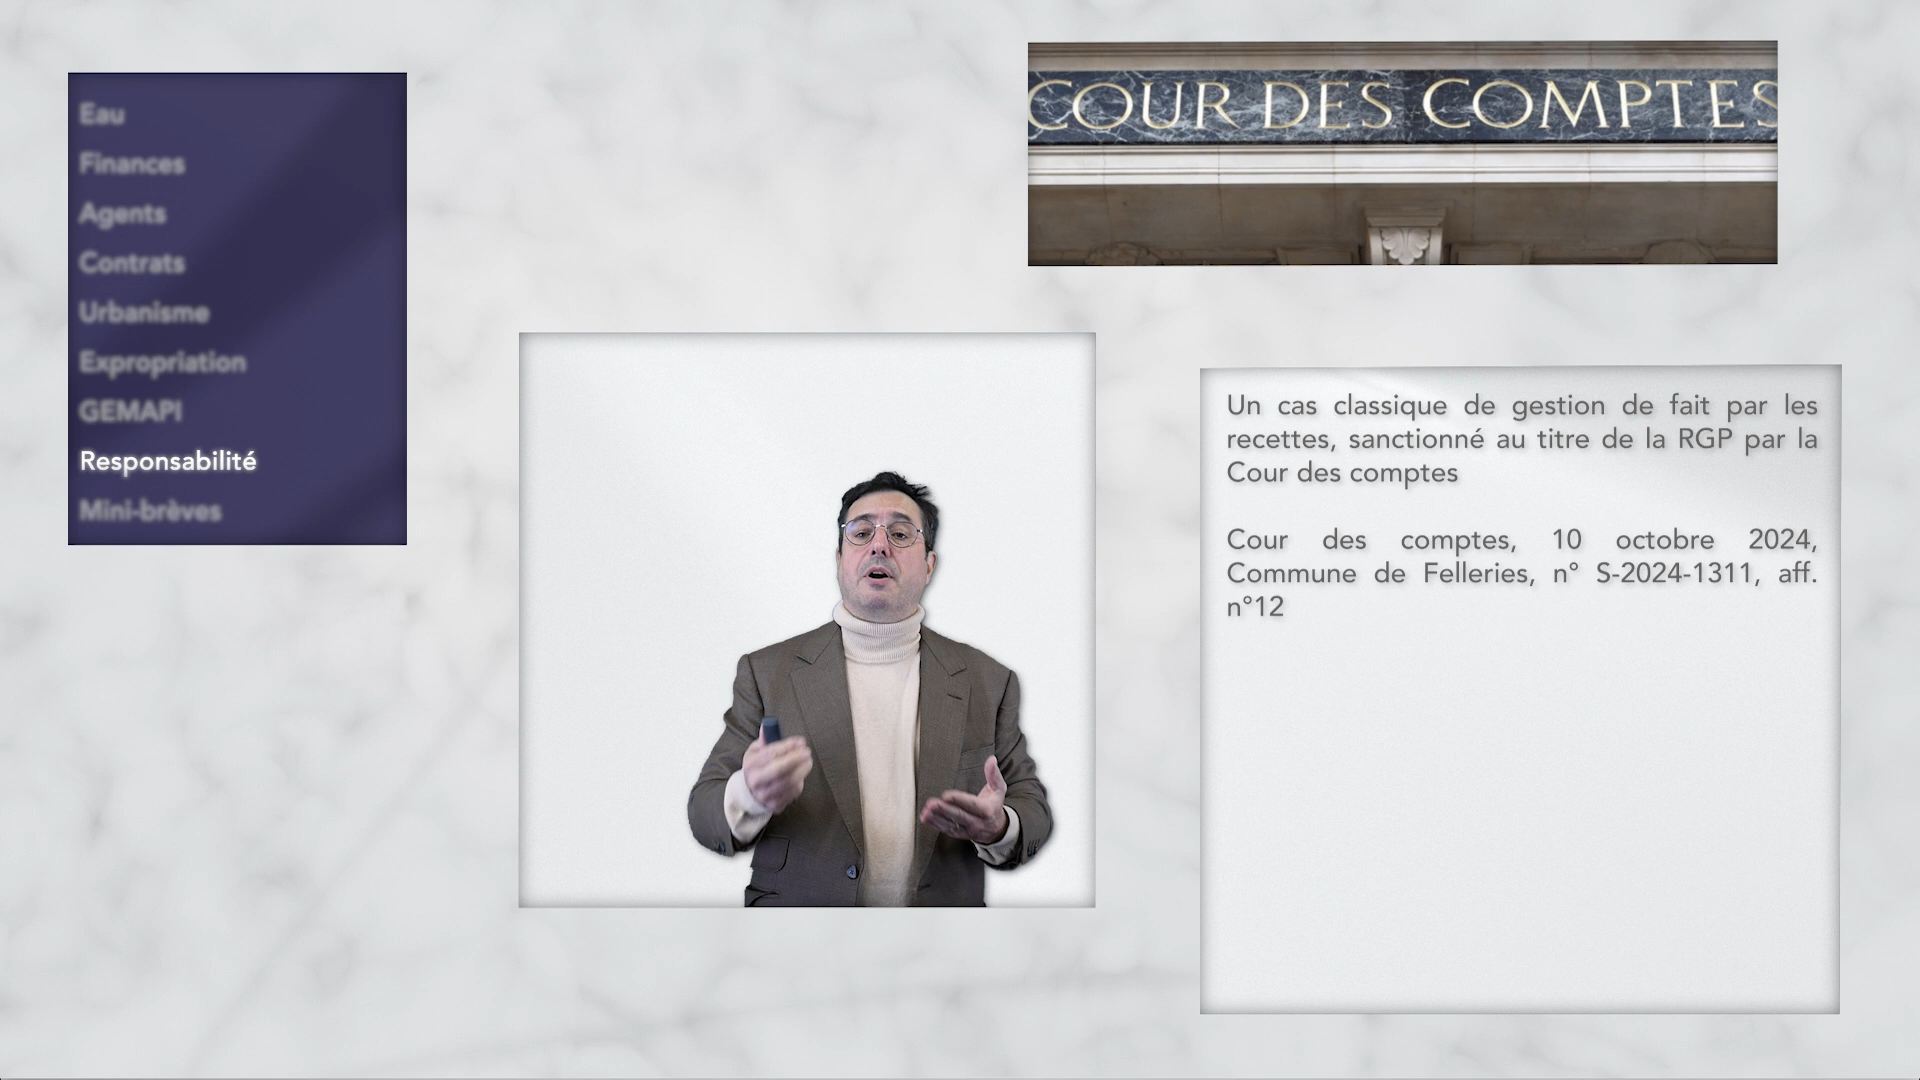 Eau
Finances
Agents
Contrats
Urbanisme
Expropriation
GEMAPI
Responsabilité
Mini-brèves
COUR DES COMPTES
Un cas classique de gestion de fait par les
recettes, sanctionné au titre de la RGP par la
Cour des comptes
Cour des comptes, 10 octobre 2024,
Commune de Felleries, n° S-2024-1311, aff.
n°12